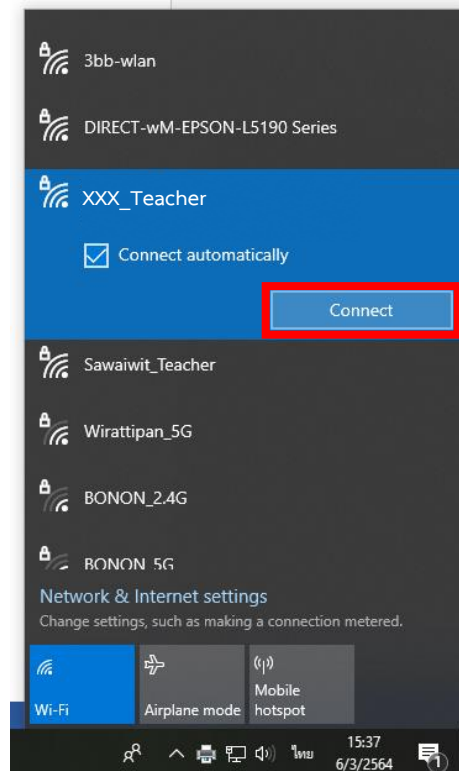 3bb-wlan
DIRECT-wM-EPSON-L5190 Series
XXX_Teacher
Connect automatically
Connect
Sawaiwit_Teacher
Wirattipan_5G
BONON_2.4G
BONON_5G
Network & Internet settings
Change settings, such as making a connection metered.
Wi-Fi
Airplane mode
Mobile
hotspot
ไทย
15:37
6/3/2564
1